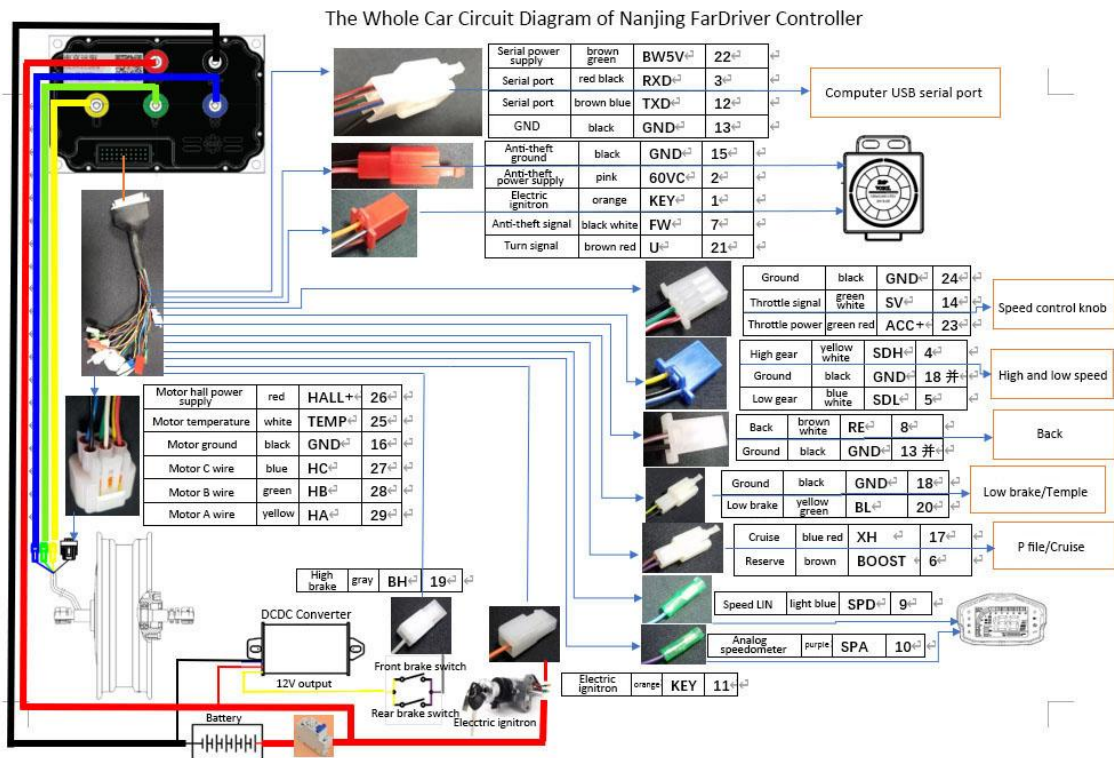 The Whole Car Circuit Diagram of Nanjing FarDriver Controller
Serial power supply brown green BW5V 22
Serial port red black RXD 3
Serial port brown blue TXD 12
GND black GND 13
Computer USB serial port
Anti-theft ground black GND 15
Anti-theft power supply pink 60VC 2
Electric ignitron orange KEY 1
Anti-theft signal black white FW 7
Turn signal brown red U 21
Ground black GND 24
Throttle signal green white SV 14
Throttle power green red ACC+ 23
Speed control knob
High gear yellow white SDH 4
Ground black GND 18 并
Low gear blue white SDL 5
High and low speed
Back brown white RE 8
Ground black GND 13 并
Back
Ground black GND 18
Low brake yellow green BL 20
Low brake/Temple
Cruise blue red XH 17
Reserve brown BOOST 6
P file/Cruise
Speed LIN light blue SPD 9
Analog speedometer purple SPA 10
Motor hall power supply red HALL+ 26
Motor temperature white TEMP 25
Motor ground black GND 16
Motor C wire blue HC 27
Motor B wire green HB 28
Motor A wire yellow HA 29
High brake gray BH 19
DCDC Converter
12V output
Front brake switch
Rear brake switch
Elecctric ignitron
Electric ignitron orange KEY 11
Battery